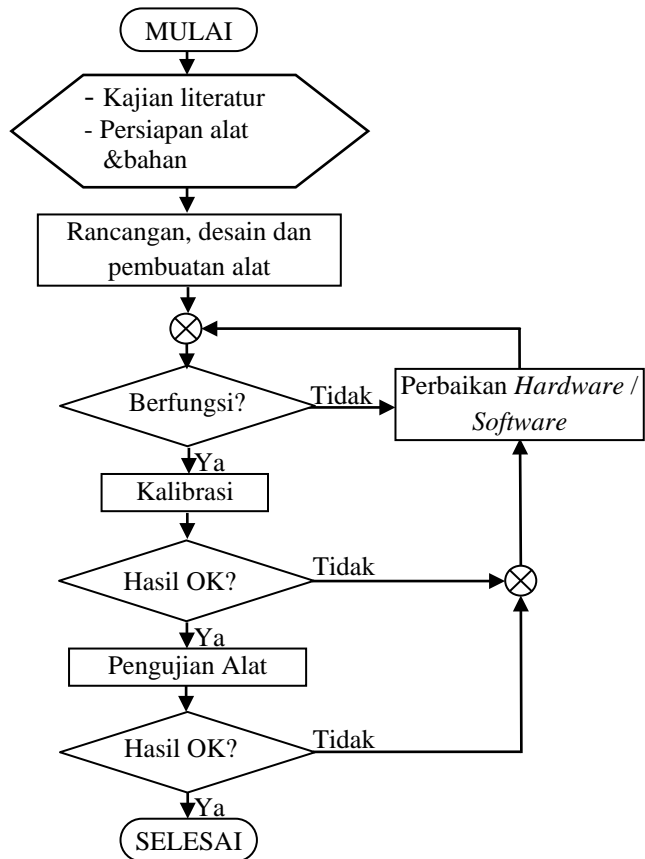 MULAI
- Kajian literatur
- Persiapan alat
&bahan
Rancangan, desain dan
pembuatan alat
Berfungsi?
Tidak
Perbaikan Hardware /
Software
Ya
Kalibrasi
Hasil OK?
Tidak
Ya
Pengujian Alat
Hasil OK?
Tidak
Ya
SELESAI